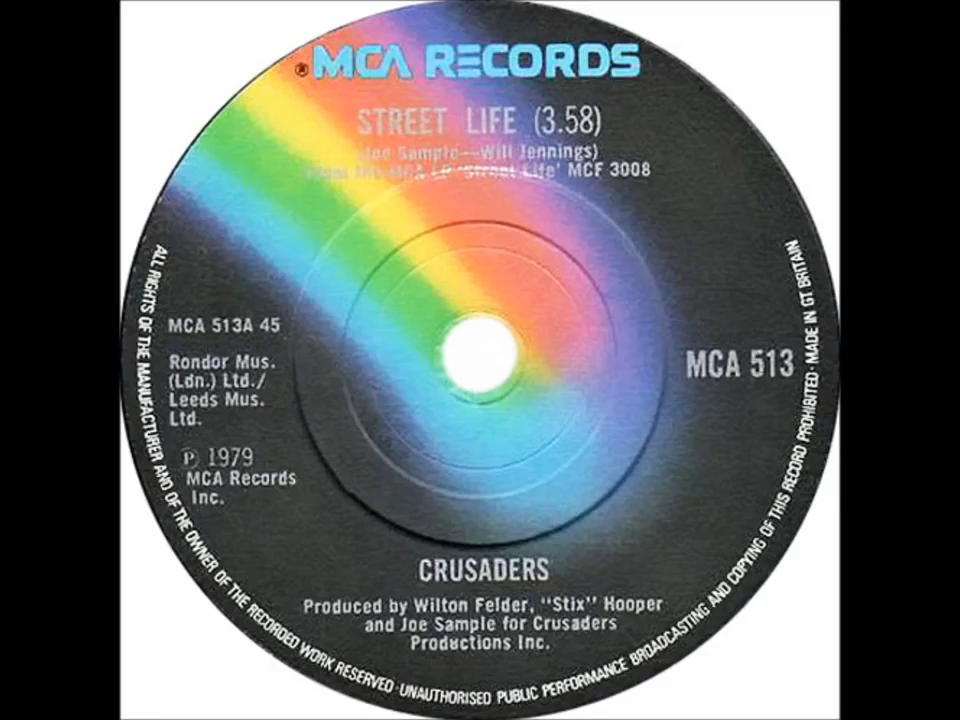 ® MCA RECORDS
STREET LIFE (3.58)
(Joe Sample—Will Jennings)
From the MCA LP 'Street Life' MCF 3008
MCA 513A 45
Rondor Mus.
(Ldn.) Ltd./
Leeds Mus.
Ltd.
℗ 1979
MCA Records
Inc.
MCA 513
CRUSADERS
Produced by Wilton Felder, "Stix" Hooper
and Joe Sample for Crusaders
Productions Inc.
ALL RIGHTS OF THE MANUFACTURER AND OF THE OWNER OF THE RECORDED WORK RESERVED · UNAUTHORISED PUBLIC PERFORMANCE BROADCASTING AND COPYING OF THIS RECORD PROHIBITED · MADE IN GT BRITAIN